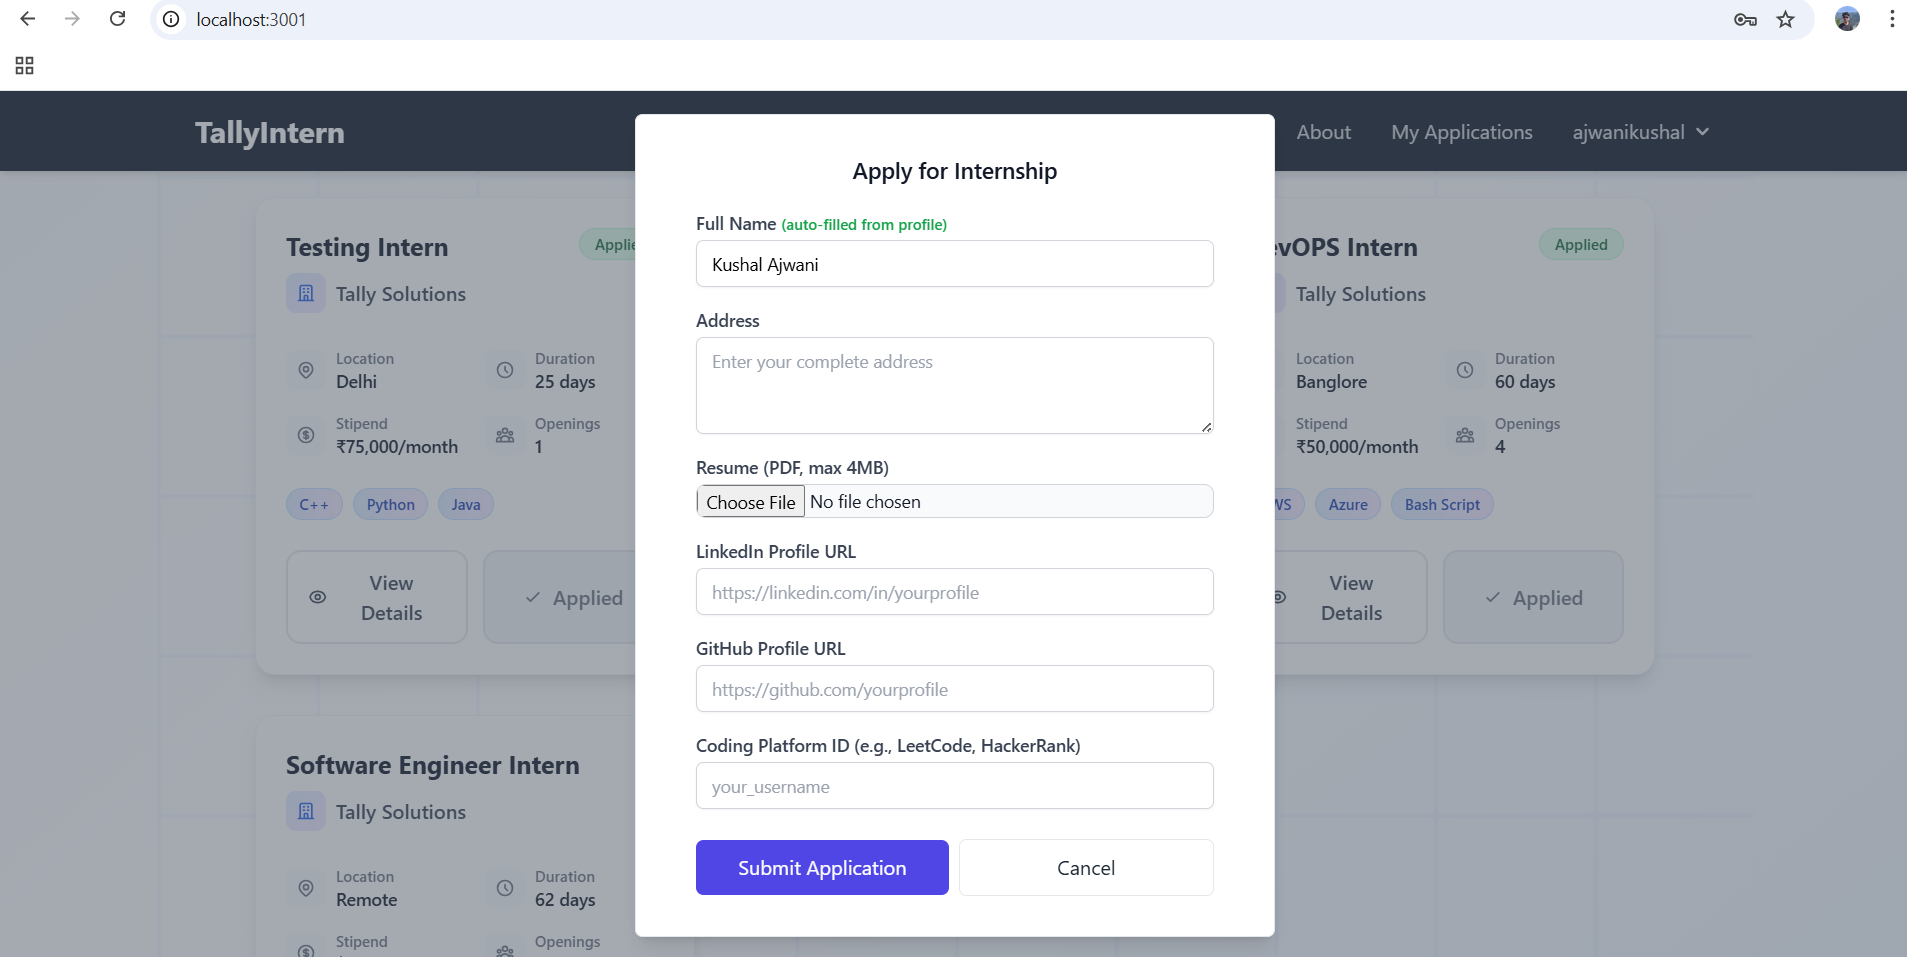 localhost:3001
TallyIntern
About
My Applications
ajwanikushal
Testing Intern
Tally Solutions
Location
Delhi
Duration
25 days
Stipend
₹75,000/month
Openings
1
C++
Python
Java
View
Details
Applied
Apply for Internship
Full Name (auto-filled from profile)
Kushal Ajwani
Address
Enter your complete address
Resume (PDF, max 4MB)
Choose File No file chosen
LinkedIn Profile URL
https://linkedin.com/in/yourprofile
GitHub Profile URL
https://github.com/yourprofile
Coding Platform ID (e.g., LeetCode, HackerRank)
your_username
Submit Application
Cancel
evOPS Intern
Applied
Tally Solutions
Location
Banglore
Duration
60 days
Stipend
₹50,000/month
Openings
4
WS
Azure
Bash Script
View
Details
Applied
Software Engineer Intern
Tally Solutions
Location
Remote
Duration
62 days
Stipend
Openings